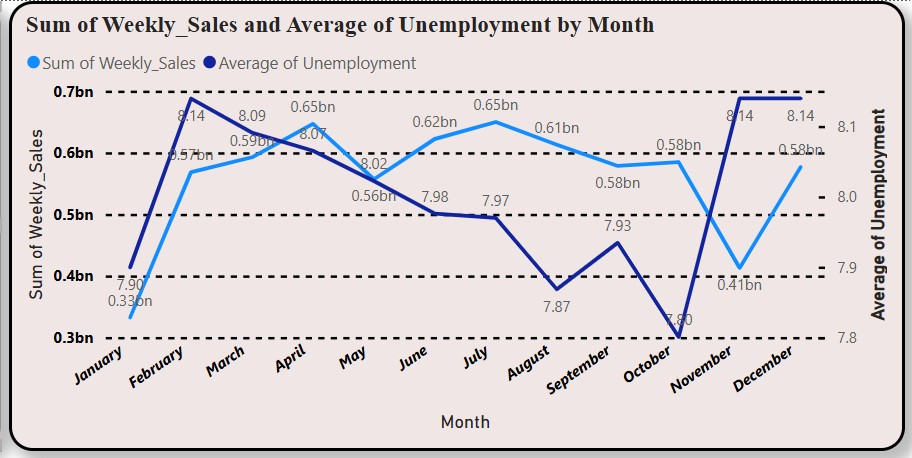 Sum of Weekly_Sales and Average of Unemployment by Month
Sum of Weekly_Sales Average of Unemployment
Sum of Weekly_Sales
0.7bn
0.6bn
0.5bn
0.4bn
0.3bn
7.90
0.33bn
8.14
0.57bn
8.09
0.59bn
0.65bn
8.07
8.02
0.56bn
0.62bn
7.98
0.65bn
7.97
0.61bn
7.87
0.58bn
7.93
0.58bn
7.80
8.14
0.41bn
8.14
0.58bn
8.1
8.0
7.9
7.8
Average of Unemployment
January
February
March
April
May
June
July
August
September
October
November
December
Month